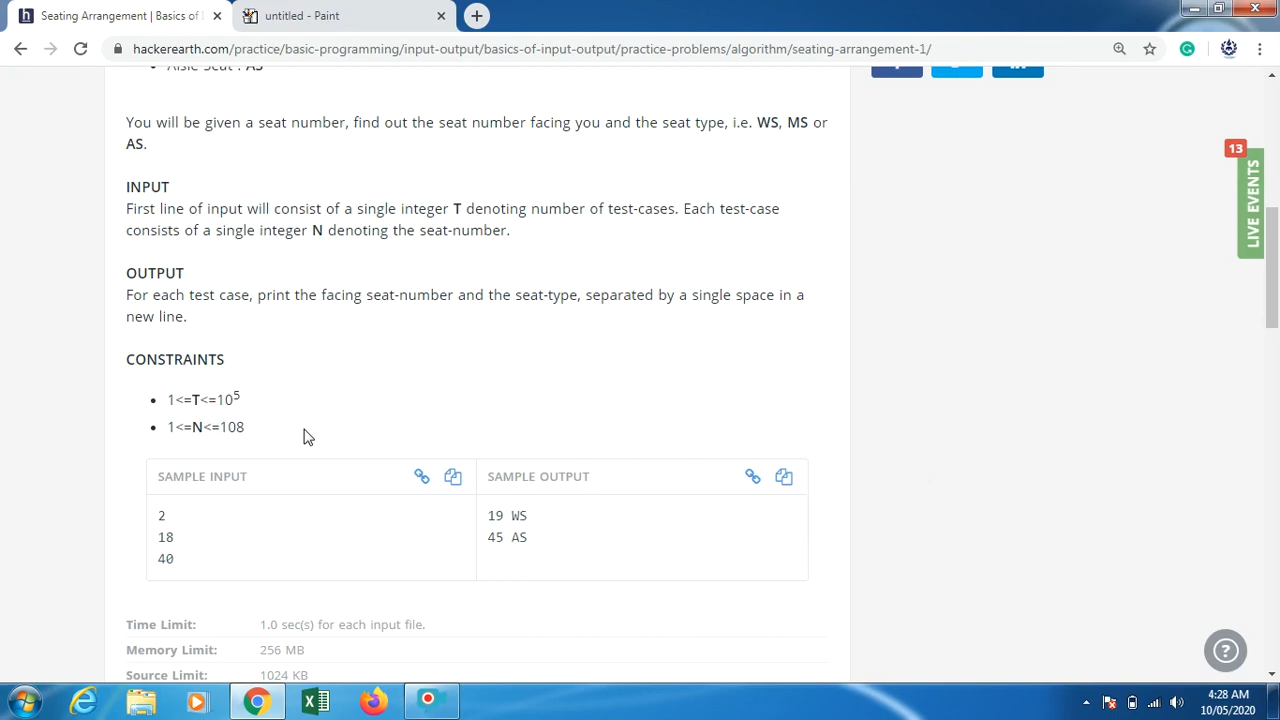 Seating Arrangement | Basics of
untitled - Paint
hackerearth.com/practice/basic-programming/input-output/basics-of-input-output/practice-problems/algorithm/seating-arrangement-1/
Aisle Seat : AS
You will be given a seat number, find out the seat number facing you and the seat type, i.e. WS, MS or
AS.
INPUT
First line of input will consist of a single integer T denoting number of test-cases. Each test-case
consists of a single integer N denoting the seat-number.
OUTPUT
For each test case, print the facing seat-number and the seat-type, separated by a single space in a
new line.
CONSTRAINTS
1<=T<=10⁵
1<=N<=108
SAMPLE INPUT
2
18
40
SAMPLE OUTPUT
19 WS
45 AS
Time Limit: 1.0 sec(s) for each input file.
Memory Limit: 256 MB
Source Limit: 1024 KB
13
LIVE EVENTS
?
4:28 AM
10/05/2020